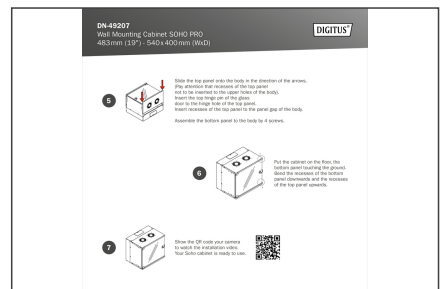 DN-49207
Wall Mounting Cabinet SOHO PRO
483 mm (19") - 540 x 400 mm (WxD)
DIGITUS®
5
Slide the top panel onto the body in the direction of the arrows.
(Pay attention that recesses of the top panel
not to be inserted to the upper holes of the body).
Insert the top hinge pin of the glass
door to the hinge hole of the top panel.
Insert recesses of the top panel to the panel gap of the body.
Assemble the bottom panel to the body by 4 screws.
6
Put the cabinet on the floor, the
bottom panel touching the ground.
Bend the recesses of the bottom
panel downwards and the recesses
of the top panel upwards.
7
Show the QR code your camera
to watch the installation video.
Your Soho cabinet is ready to use.